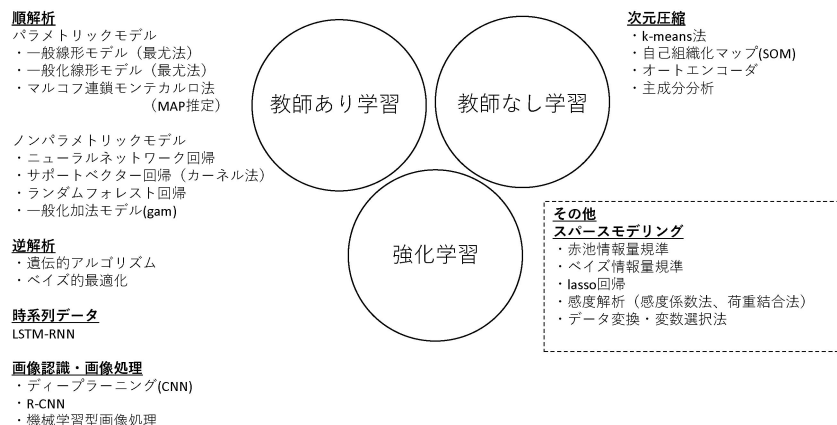 順解析
パラメトリックモデル
・一般線形モデル（最尤法）
・一般化線形モデル（最尤法）
・マルコフ連鎖モンテカルロ法
（MAP推定）
ノンパラメトリックモデル
・ニューラルネットワーク回帰
・サポートベクター回帰（カーネル法）
・ランダムフォレスト回帰
・一般化加法モデル(gam)
逆解析
・遺伝的アルゴリズム
・ベイズ的最適化
時系列データ
LSTM-RNN
画像認識・画像処理
・ディープラーニング(CNN)
・R-CNN
・機械学習型画像処理
教師あり学習
教師なし学習
強化学習
次元圧縮
・k-means法
・自己組織化マップ(SOM)
・オートエンコーダ
・主成分分析
その他
スパースモデリング
・赤池情報量規準
・ベイズ情報量規準
・lasso回帰
・感度解析（感度係数法、荷重結合法）
・データ変換・変数選択法